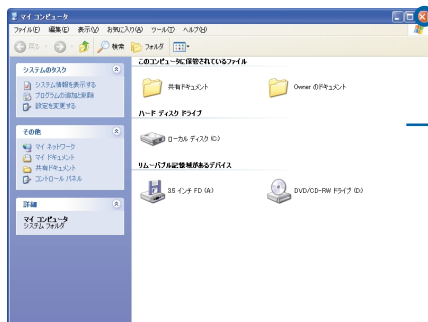 マイ コンピュータ
ファイル(F) 編集(E) 表示(V) お気に入り(A) ツール(T) ヘルプ(H)
戻る 検索 フォルダ
システムのタスク
システム情報を表示する
プログラムの追加と削除
設定を変更する
その他
マイ ネットワーク
マイ ドキュメント
共有ドキュメント
コントロール パネル
詳細
マイ コンピュータ
システム フォルダ
このコンピュータに保管されているファイル
共有ドキュメント Owner のドキュメント
ハード ディスク ドライブ
ローカル ディスク (C:)
リムーバブル記憶域があるデバイス
3.5 インチ FD (A:) DVD/CD-RW ドライブ (D:)